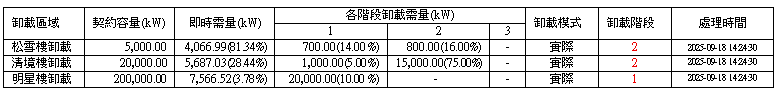 卸載區域 契約容量(kW) 即時需量(kW) 各階段卸載需量(kW) 卸載模式 卸載階段 處理時間
1 2 3
松雪樓卸載 5,000.00 4,066.99(81.34%) 700.00(14.00%) 800.00(16.00%) - 實際 2 2025-09-18 14:24:30
清境樓卸載 20,000.00 5,687.03(28.44%) 1,000.00(5.00%) 15,000.00(75.00%) - 實際 2 2025-09-18 14:24:30
明星樓卸載 200,000.00 7,566.52(3.78%) 20,000.00(10.00%) - - 實際 1 2025-09-18 14:24:30